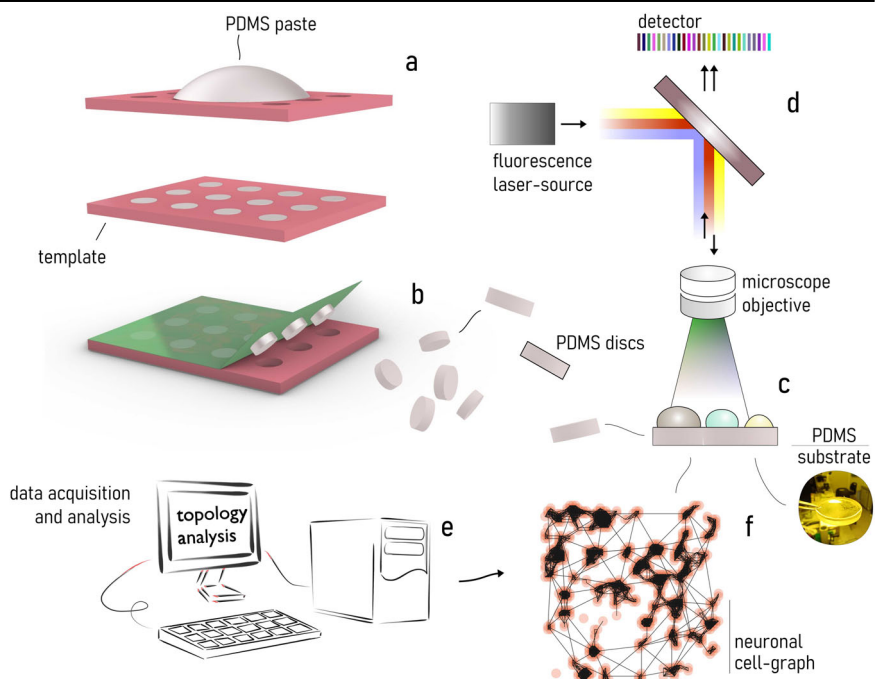 PDMS paste
a
template
b
PDMS discs
detector
d
fluorescence
laser-source
microscope
objective
c
PDMS
substrate
data acquisition
and analysis
topology
analysis
e
f
neuronal
cell-graph